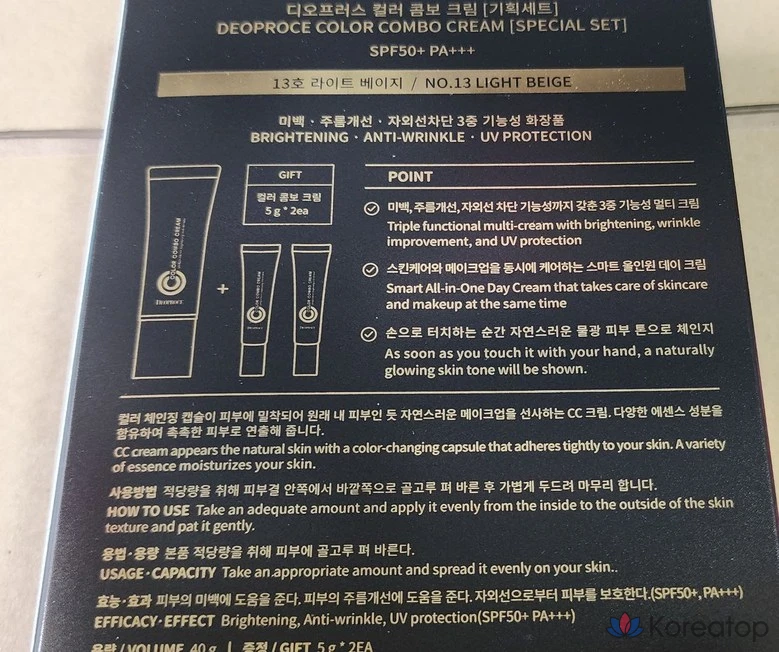 디오프러스 컬러 콤보 크림 [기획세트]
DEOPROCE COLOR COMBO CREAM [SPECIAL SET]
SPF50+ PA+++
13호 라이트 베이지 / NO.13 LIGHT BEIGE
미백 · 주름개선 · 자외선차단 3중 기능성 화장품
BRIGHTENING · ANTI-WRINKLE · UV PROTECTION
GIFT
컬러 콤보 크림
5 g * 2ea
COLOR COMBO CREAM
DEOPROCE
+
COLOR COMBO CREAM
COLOR COMBO CREAM
POINT
미백, 주름개선, 자외선 차단 기능성까지 갖춘 3중 기능성 멀티 크림
Triple functional multi-cream with brightening, wrinkle
improvement, and UV protection
스킨케어와 메이크업을 동시에 케어하는 스마트 올인원 데이 크림
Smart All-in-One Day Cream that takes care of skincare
and makeup at the same time
손으로 터치하는 순간 자연스러운 물광 피부 톤으로 체인지
As soon as you touch it with your hand, a naturally
glowing skin tone will be shown.
컬러 체인징 캡슐이 피부에 밀착되어 원래 내 피부인 듯 자연스러운 메이크업을 선사하는 CC 크림. 다양한 에센스 성분을
함유하여 촉촉한 피부로 연출해 줍니다.
CC cream appears the natural skin with a color-changing capsule that adheres tightly to your skin. A variety
of essence moisturizes your skin.
사용방법 적당량을 취해 피부결 안쪽에서 바깥쪽으로 골고루 펴 바른 후 가볍게 두드려 마무리 합니다.
HOW TO USE Take an adequate amount and apply it evenly from the inside to the outside of the skin
texture and pat it gently.
용법·용량 본품 적당량을 취해 피부에 골고루 펴 바른다.
USAGE·CAPACITY Take an.appropriate amount and spread it evenly on your skin..
효능·효과 피부의 미백에 도움을 준다. 피부의 주름개선에 도움을 준다. 자외선으로부터 피부를 보호한다.(SPF50+, PA+++)
EFFICACY·EFFECT Brightening, Anti-wrinkle, UV protection(SPF50+ PA+++)
용량 / VOLUME 40 g | 증정 / GIFT 5 g * 2EA
Koreatop